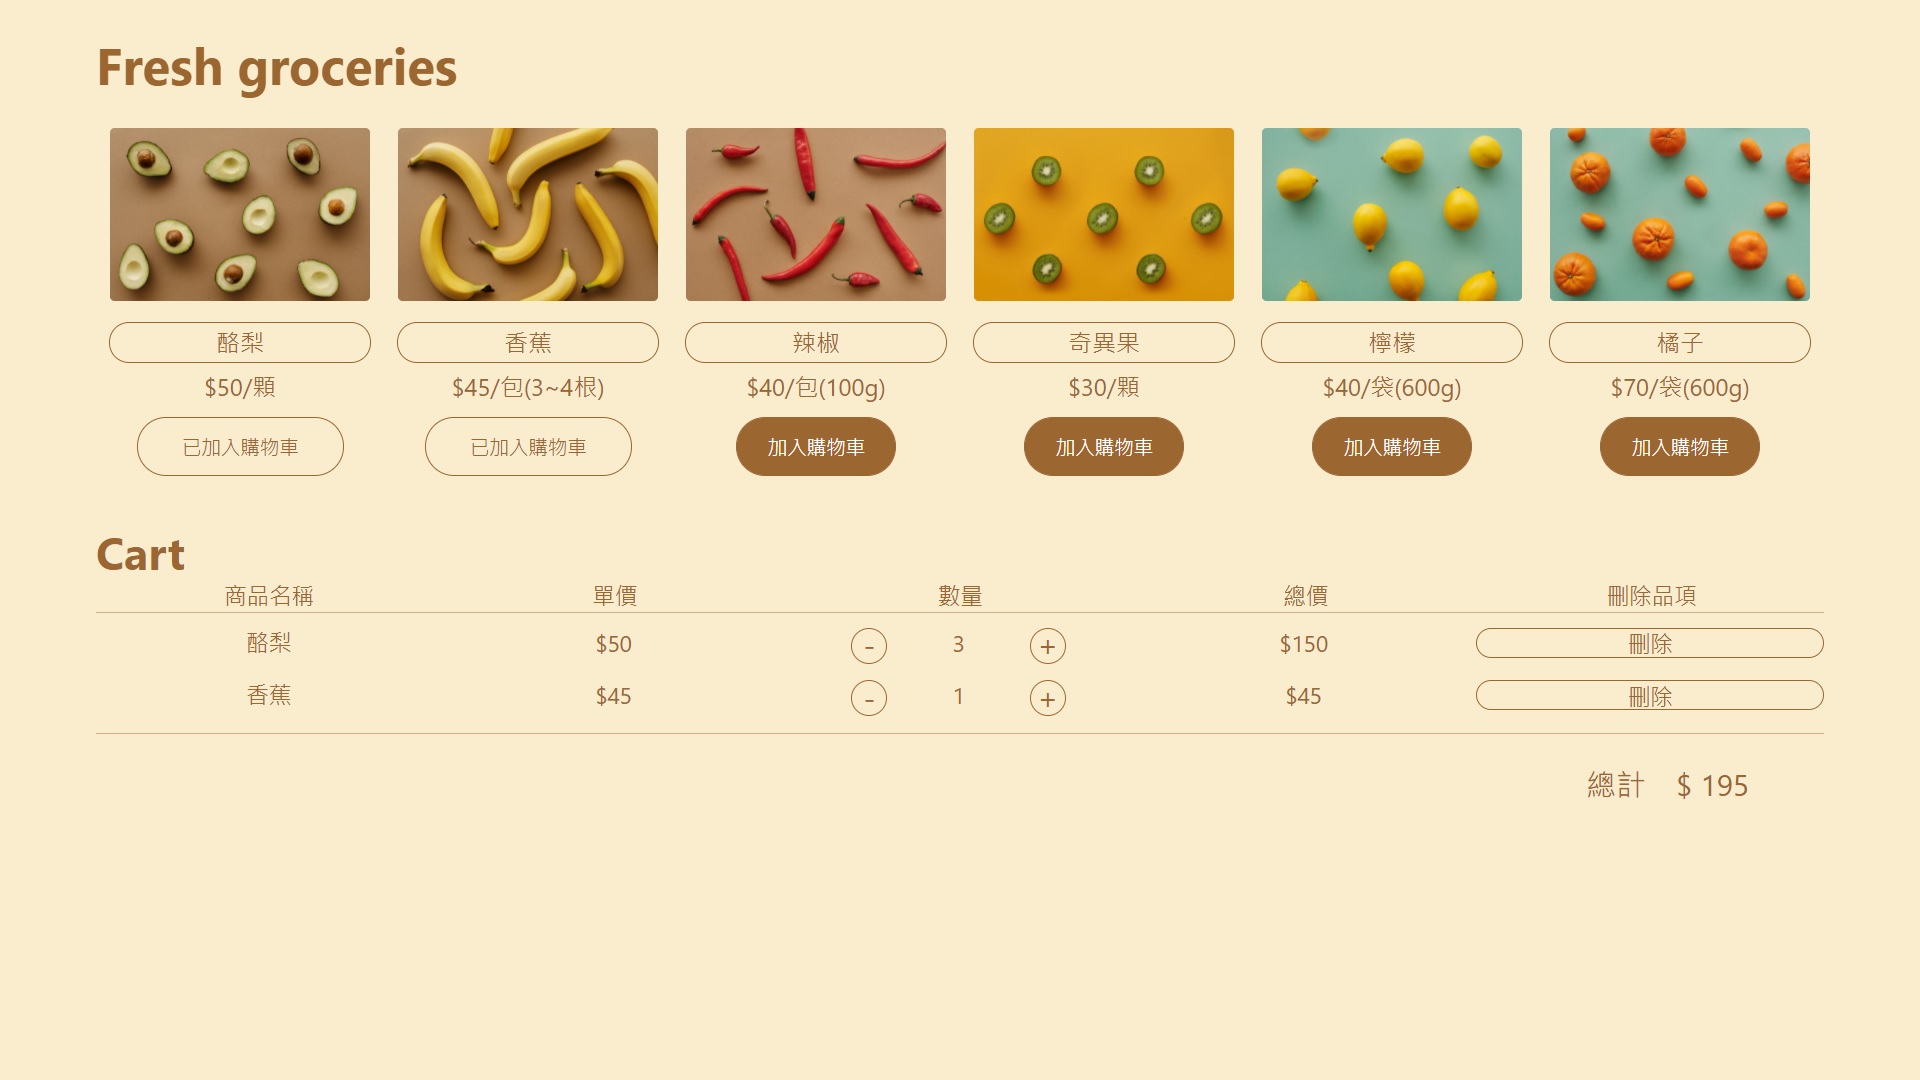 Fresh groceries
酪梨 香蕉 辣椒 奇異果 檸檬 橘子
$50/顆 $45/包(3~4根) $40/包(100g) $30/顆 $40/袋(600g) $70/袋(600g)
已加入購物車 已加入購物車 加入購物車 加入購物車 加入購物車 加入購物車
Cart
商品名稱 單價 數量 總價 刪除品項
酪梨 $50 - 3 + $150 刪除
香蕉 $45 - 1 + $45 刪除
總計 $ 195